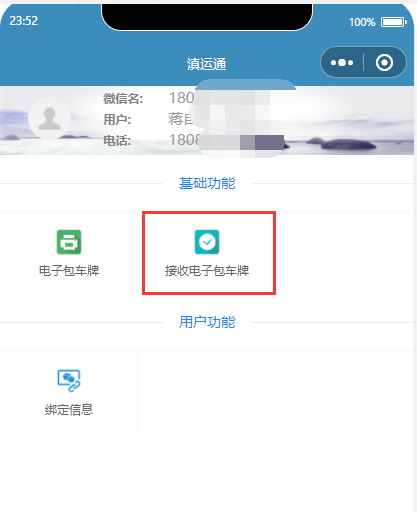 23:52
100%
滇运通
微信名: 180
用户: 蒋
电话: 180
基础功能
电子包车牌
接收电子包车牌
用户功能
绑定信息